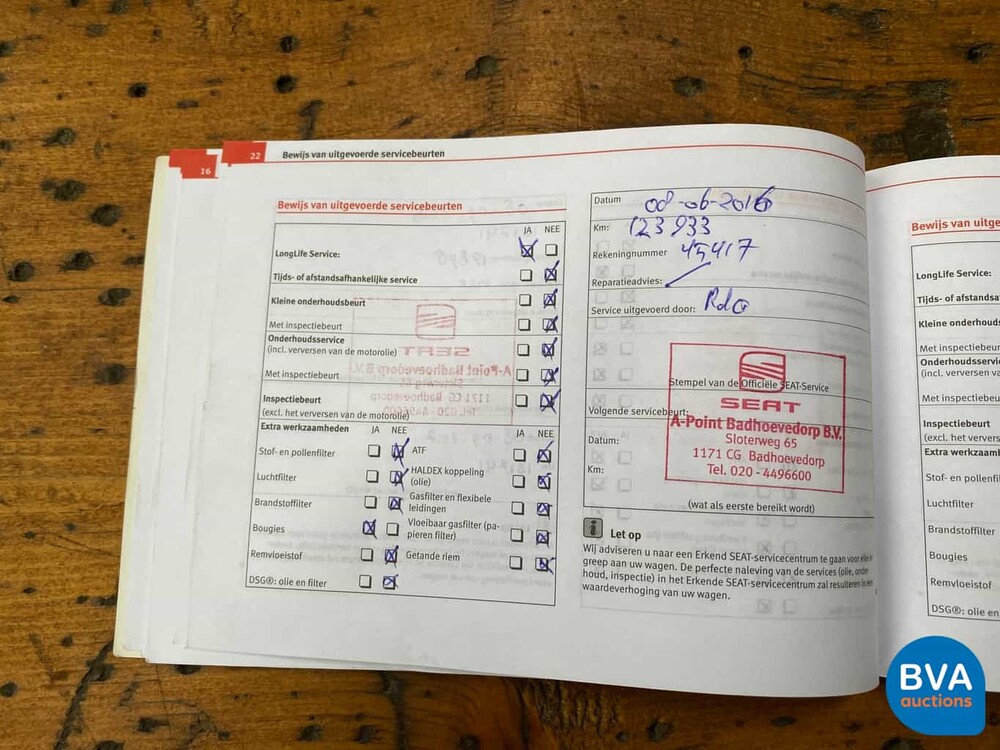 16
22 Bewijs van uitgevoerde servicebeurten
Bewijs van uitgevoerde servicebeurten
JA NEE
LongLife Service:
Tijds- of afstandsafhankelijke service
Kleine onderhoudsbeurt
Met inspectiebeurt
Onderhoudsservice
(incl. verversen van de motorolie)
Met inspectiebeurt
Inspectiebeurt
(excl. het verversen van de motorolie)
Extra werkzaamheden JA NEE JA NEE
Stof- en pollenfilter ATF
Luchtfilter HALDEX koppeling
(olie)
Brandstoffilter Gasfilter en flexibele
leidingen
Bougies Vloeibaar gasfilter (pa-
pieren filter)
Remvloeistof Getande riem
DSG®: olie en filter
Datum 08-06-2016
Km: 123933
Rekeningnummer 45417
Reparatieadvies:
Service uitgevoerd door: RdG
Stempel van de Officiële SEAT-Service
SEAT
Volgende servicebeurt:
A-Point Badhoevedorp B.V.
Sloterweg 65
1171 CG Badhoevedorp
Tel. 020 - 4496600
Datum:
Km:
(wat als eerste bereikt wordt)
i Let op
Wij adviseren u naar een Erkend SEAT-servicecentrum te gaan voor elke in-
greep aan uw wagen. De perfecte naleving van de services (olie, onder-
houd, inspectie) in het Erkende SEAT-servicecentrum zal resulteren in een
waardeverhoging van uw wagen.
Bewijs van uitge
LongLife Service:
Tijds- of afstandsa
Kleine onderhouds
Met inspectiebeurt
Onderhoudsservic
(incl. verversen van
Met inspectiebeurt
Inspectiebeurt
(excl. het verversen
Extra werkzaam
Stof- en pollenfil
Luchtfilter
Brandstoffilter
Bougies
Remvloeistof
DSG®: olie en
BVA
auctions